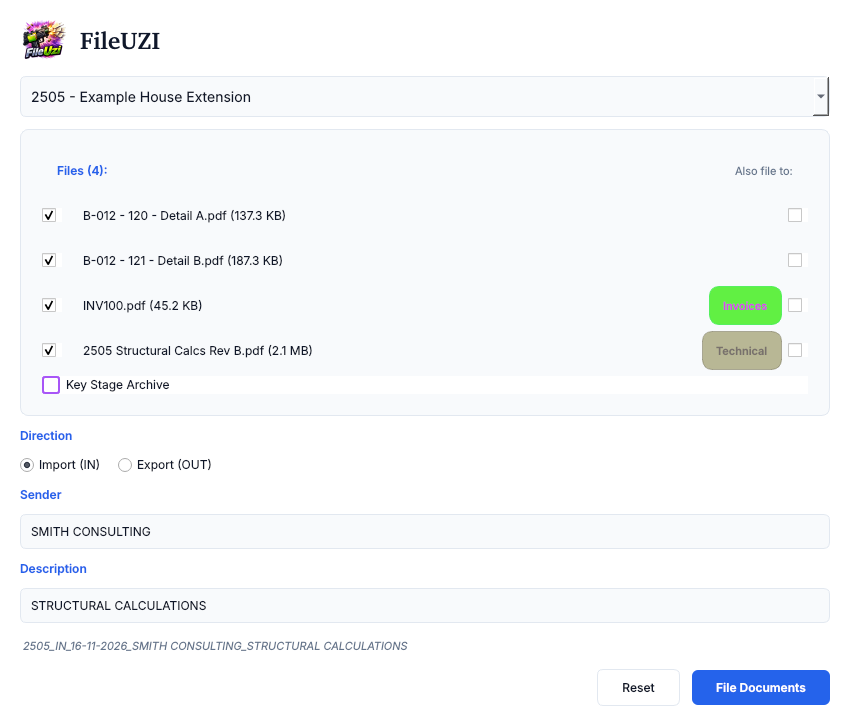 FileUZI
FileUZI
2505 - Example House Extension
Files (4):
Also file to:
B-012 - 120 - Detail A.pdf (137.3 KB)
B-012 - 121 - Detail B.pdf (187.3 KB)
INV100.pdf (45.2 KB)
Invoices
2505 Structural Calcs Rev B.pdf (2.1 MB)
Technical
Key Stage Archive
Direction
Import (IN)
Export (OUT)
Sender
SMITH CONSULTING
Description
STRUCTURAL CALCULATIONS
2505_IN_16-11-2026_SMITH CONSULTING_STRUCTURAL CALCULATIONS
Reset
File Documents